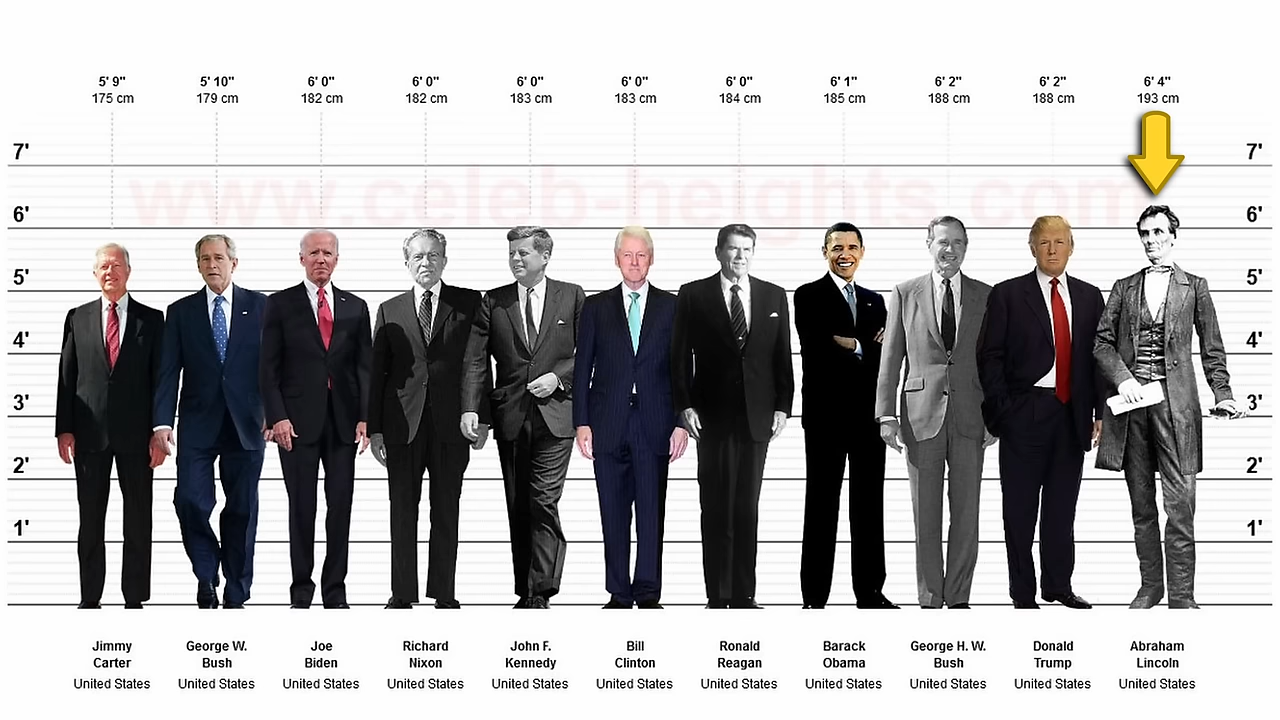 5' 9" 5' 10" 6' 0" 6' 0" 6' 0" 6' 0" 6' 0" 6' 1" 6' 2" 6' 2" 6' 4"
175 cm 179 cm 182 cm 182 cm 183 cm 183 cm 184 cm 185 cm 188 cm 188 cm 193 cm
7' 7'
www.celeb-heights.com
6' 6'
5' 5'
4' 4'
3' 3'
2' 2'
1' 1'
Jimmy George W. Joe Richard John F. Bill Ronald Barack George H. W. Donald Abraham
Carter Bush Biden Nixon Kennedy Clinton Reagan Obama Bush Trump Lincoln
United States United States United States United States United States United States United States United States United States United States United States